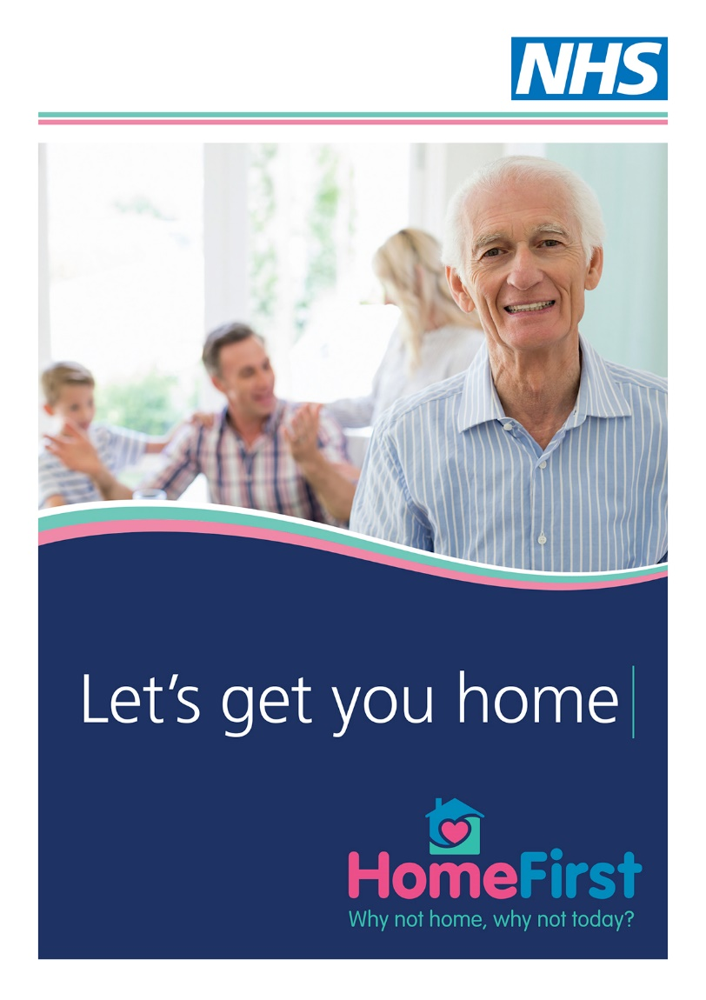 NHS
Let’s get you home
HomeFirst
Why not home, why not today?